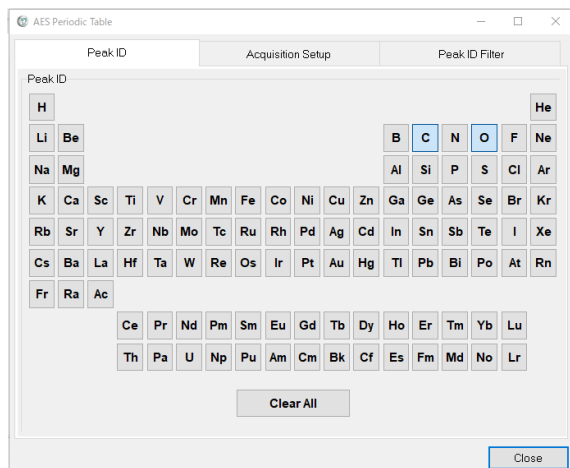 AES Periodic Table
Peak ID Acquisition Setup Peak ID Filter
Peak ID
H He
Li Be B C N O F Ne
Na Mg Al Si P S Cl Ar
K Ca Sc Ti V Cr Mn Fe Co Ni Cu Zn Ga Ge As Se Br Kr
Rb Sr Y Zr Nb Mo Tc Ru Rh Pd Ag Cd In Sn Sb Te I Xe
Cs Ba La Hf Ta W Re Os Ir Pt Au Hg Tl Pb Bi Po At Rn
Fr Ra Ac
Ce Pr Nd Pm Sm Eu Gd Tb Dy Ho Er Tm Yb Lu
Th Pa U Np Pu Am Cm Bk Cf Es Fm Md No Lr
Clear All
Close